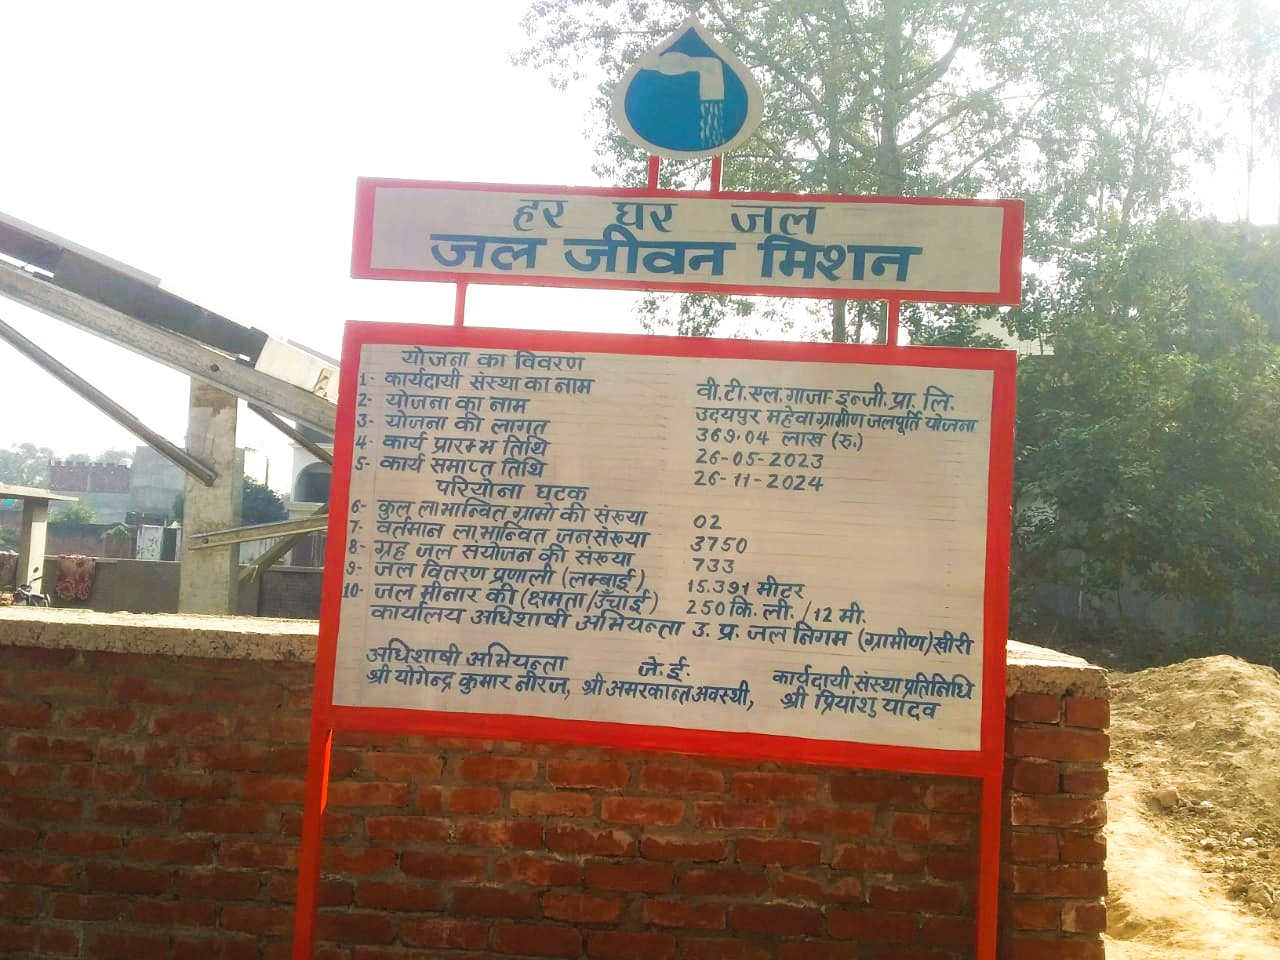 हर घर जल
जल जीवन मिशन
योजना का विवरण
1- कार्यदायी संस्था का नाम वी.टी.एल.गाजा-इन्जी.प्रा. लि.
2- योजना का नाम उदयपुर महेवा ग्रामीण जलपूर्ति योजना
3- योजना की लागत 369.04 लाख (रु.)
4- कार्य प्रारम्भ तिथि 26-05-2023
5- कार्य समाप्त तिथि 26-11-2024
परियोना घटक
6- कुल लाभान्वित ग्रामो की संख्या 02
7- वर्तमान लाभान्वित जनसंख्या 3750
8- ग्रह जल सयोजन की संख्या 733
9- जल वितरण प्रणाली (लम्बाई) 15.391 मीटर
10- जल मीनार की (क्षमता/ऊँचाई) 250 कि. ली. / 12 मी.
कार्यालय अधिशाषी अभियन्ता उ. प्र. जल निगम (ग्रामीण) खीरी
अधिशाषी अभियन्ता जे.ई. कार्यदायी संस्था प्रतिनिधि
श्री योगेन्द्र कुमार नीरज, श्री अमरकान्त अवस्थी, श्री प्रियांशु यादव